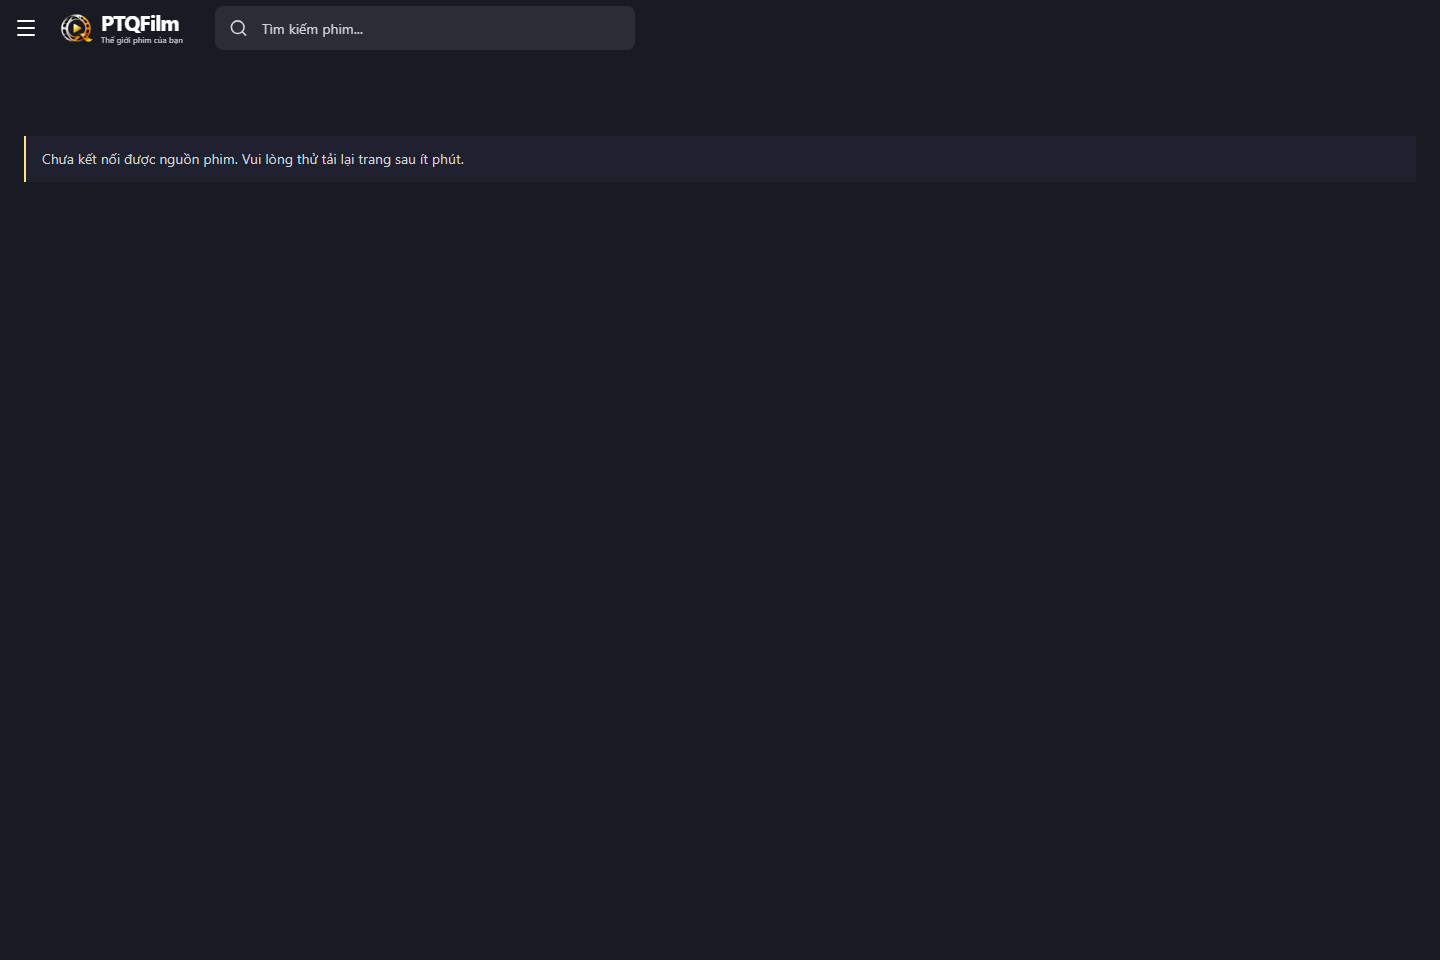 PTQFilm
Thế giới phim của bạn
Tìm kiếm phim...
Chưa kết nối được nguồn phim. Vui lòng thử tải lại trang sau ít phút.